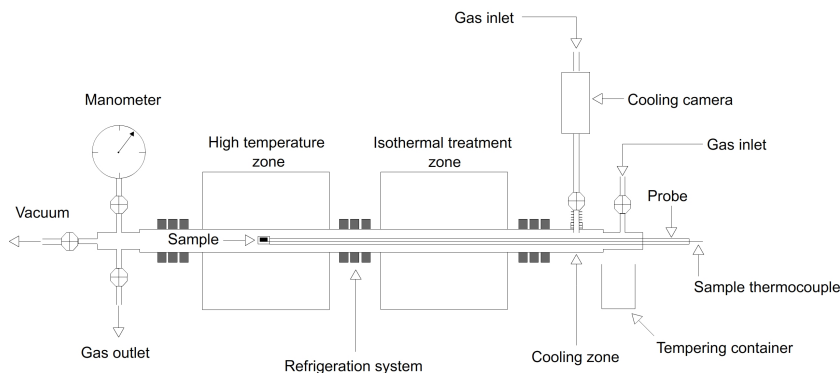 Gas inlet
Manometer
Cooling camera
High temperature
zone
Isothermal treatment
zone
Gas inlet
Probe
Vacuum
Sample
Sample thermocouple
Gas outlet
Refrigeration system
Cooling zone
Tempering container